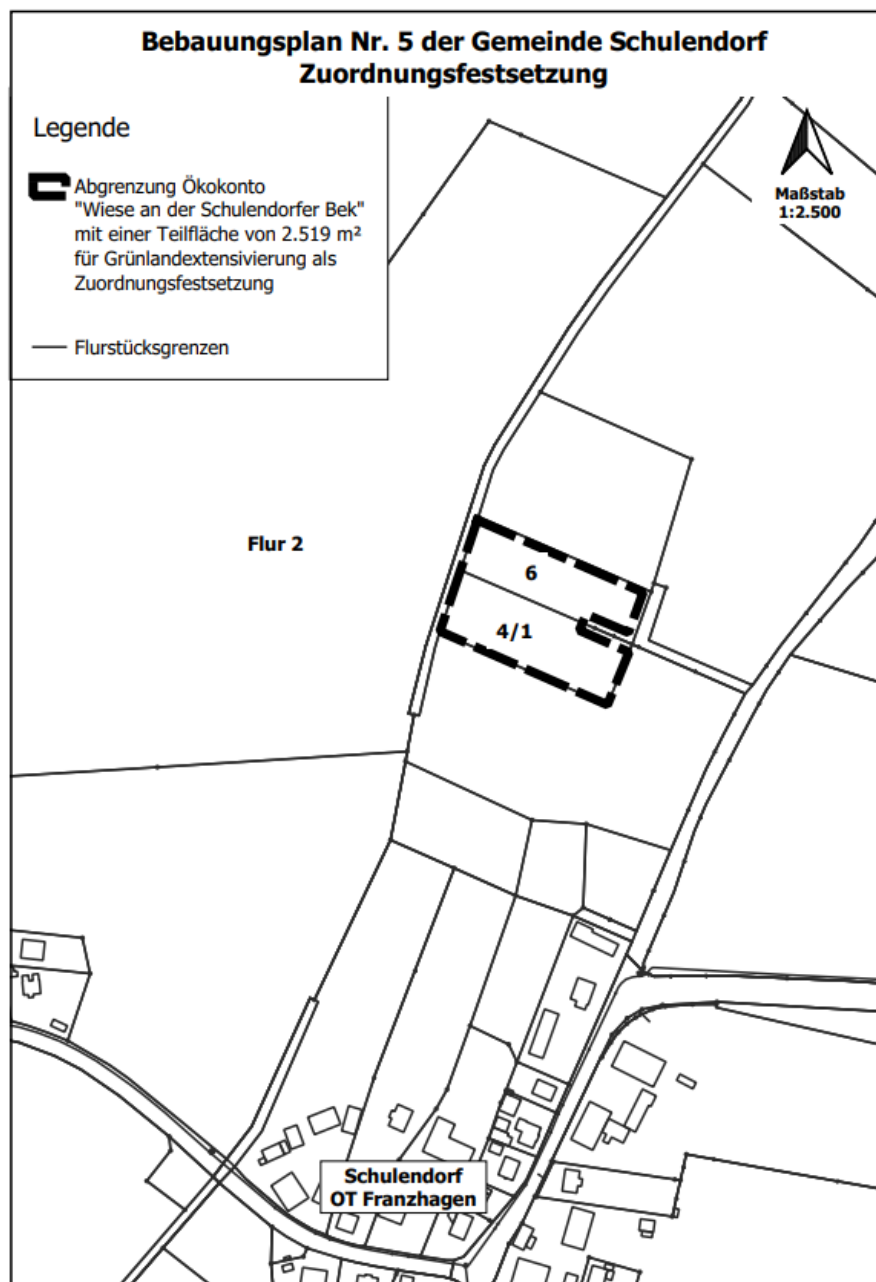 Bebauungsplan Nr. 5 der Gemeinde Schulendorf
Zuordnungsfestsetzung
Legende
Abgrenzung Ökokonto
"Wiese an der Schulendorfer Bek"
mit einer Teilfläche von 2.519 m²
für Grünlandextensivierung als
Zuordnungsfestsetzung
Flurstücksgrenzen
Maßstab
1:2.500
Flur 2
6
4/1
Schulendorf
OT Franzhagen